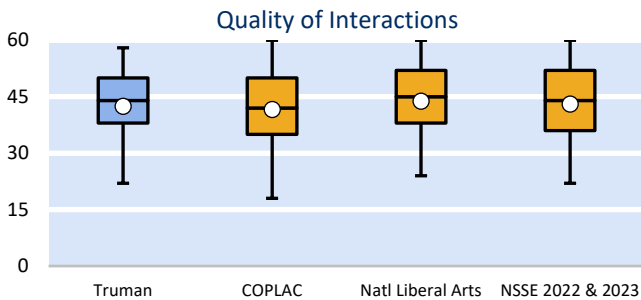 Quality of Interactions
60
45
30
15
0
Truman COPLAC Natl Liberal Arts NSSE 2022 & 2023